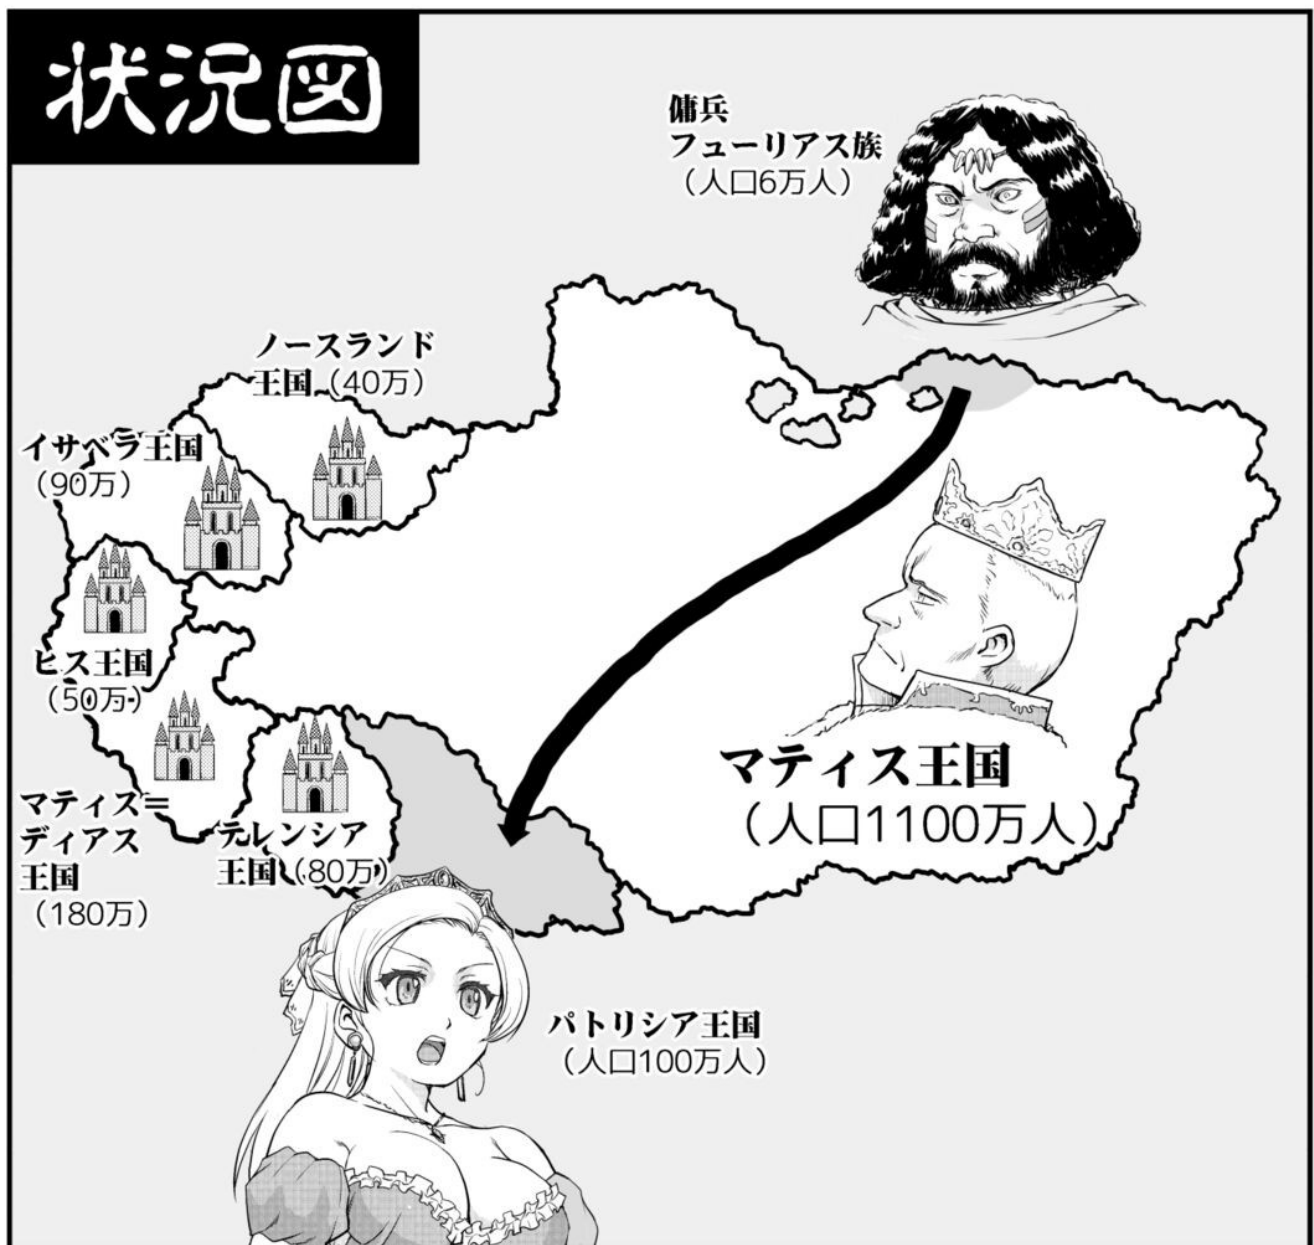 状況図
傭兵
フューリアス族
（人口6万人）
ノースランド
王国（40万）
イサベラ王国
（90万）
ヒス王国
（50万）
マティス＝
ディアス
王国
（180万）
テレンシア
王国（80万）
マティス王国
（人口1100万人）
パトリシア王国
（人口100万人）